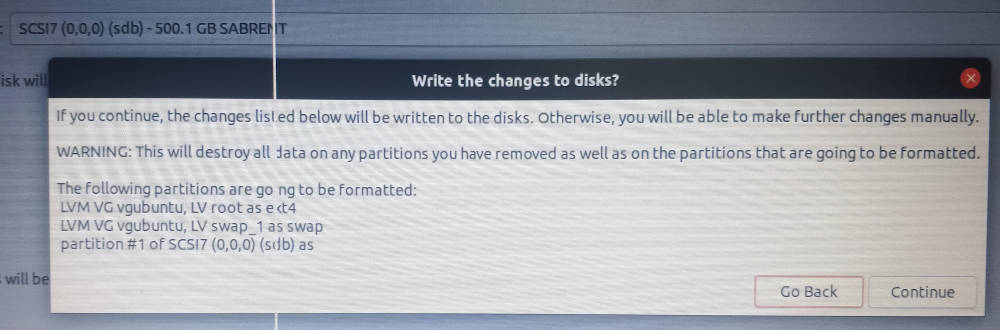 : SCSI7 (0,0,0) (sdb) - 500.1 GB SABRENT
isk will
Write the changes to disks?
If you continue, the changes listed below will be written to the disks. Otherwise, you will be able to make further changes manually.
WARNING: This will destroy all data on any partitions you have removed as well as on the partitions that are going to be formatted.
The following partitions are going to be formatted:
LVM VG vgubuntu, LV root as ext4
LVM VG vgubuntu, LV swap_1 as swap
partition #1 of SCSI7 (0,0,0) (sdb) as
will be
Go Back
Continue